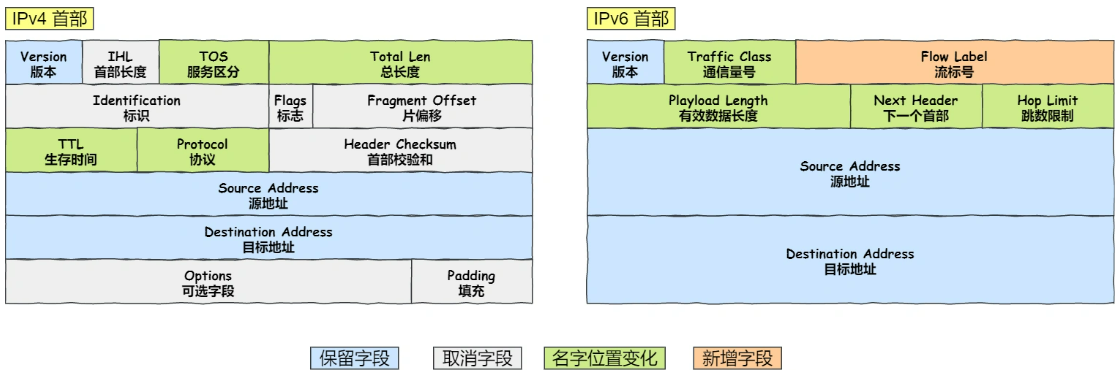 IPv4 首部
Version
版本
IHL
首部长度
TOS
服务区分
Total Len
总长度
Identification
标识
Flags
标志
Fragment Offset
片偏移
TTL
生存时间
Protocol
协议
Header Checksum
首部校验和
Source Address
源地址
Destination Address
目标地址
Options
可选字段
Padding
填充
IPv6 首部
Version
版本
Traffic Class
通信量号
Flow Label
流标号
Playload Length
有效数据长度
Next Header
下一个首部
Hop Limit
跳数限制
Source Address
源地址
Destination Address
目标地址
保留字段
取消字段
名字位置变化
新增字段